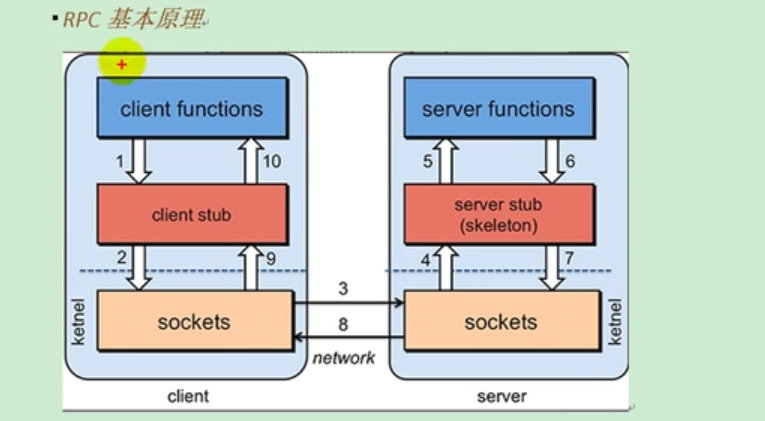 RPC 基本原理
client functions
server functions
1
10
5
6
client stub
server stub
(skeleton)
2
9
4
7
3
ketnel
sockets
sockets
ketnel
8
network
client
server